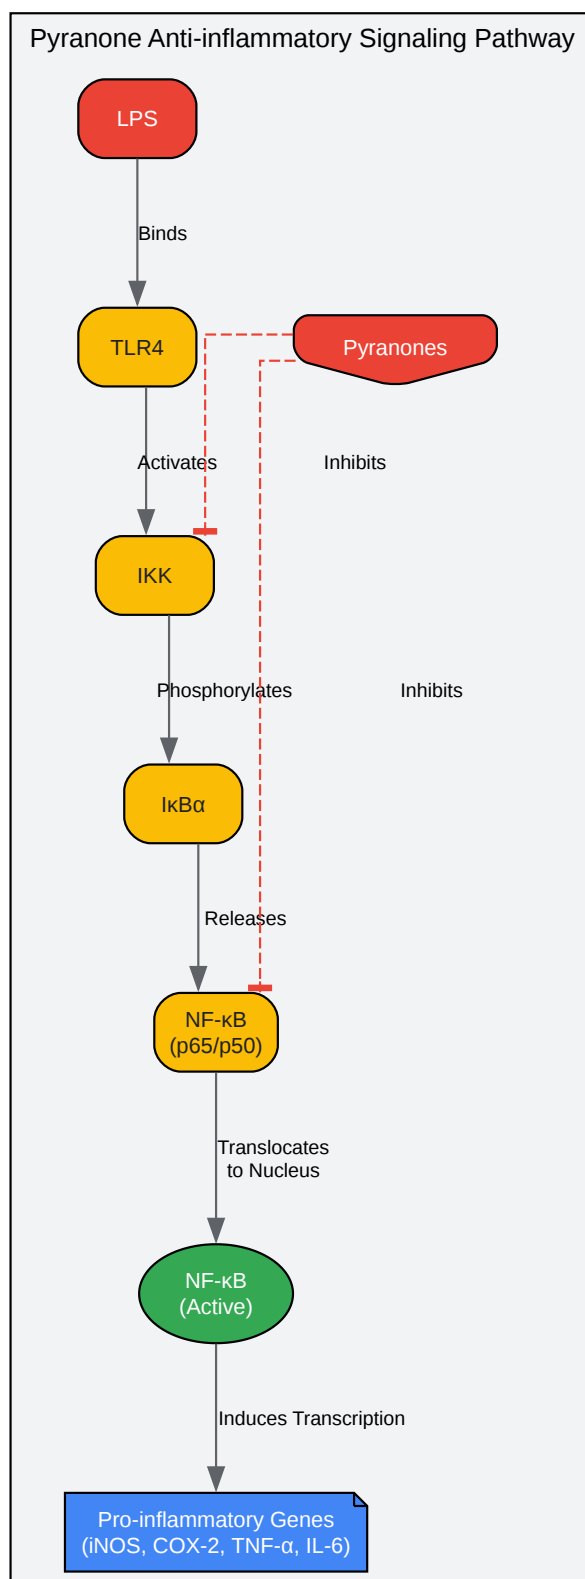 Pyranone Anti-inflammatory Signaling Pathway
LPS
Binds
TLR4
Pyranones
Activates
Inhibits
IKK
Phosphorylates
Inhibits
IκBα
Releases
NF-κB
(p65/p50)
Translocates
to Nucleus
NF-κB
(Active)
Induces Transcription
Pro-inflammatory Genes
(iNOS, COX-2, TNF-α, IL-6)